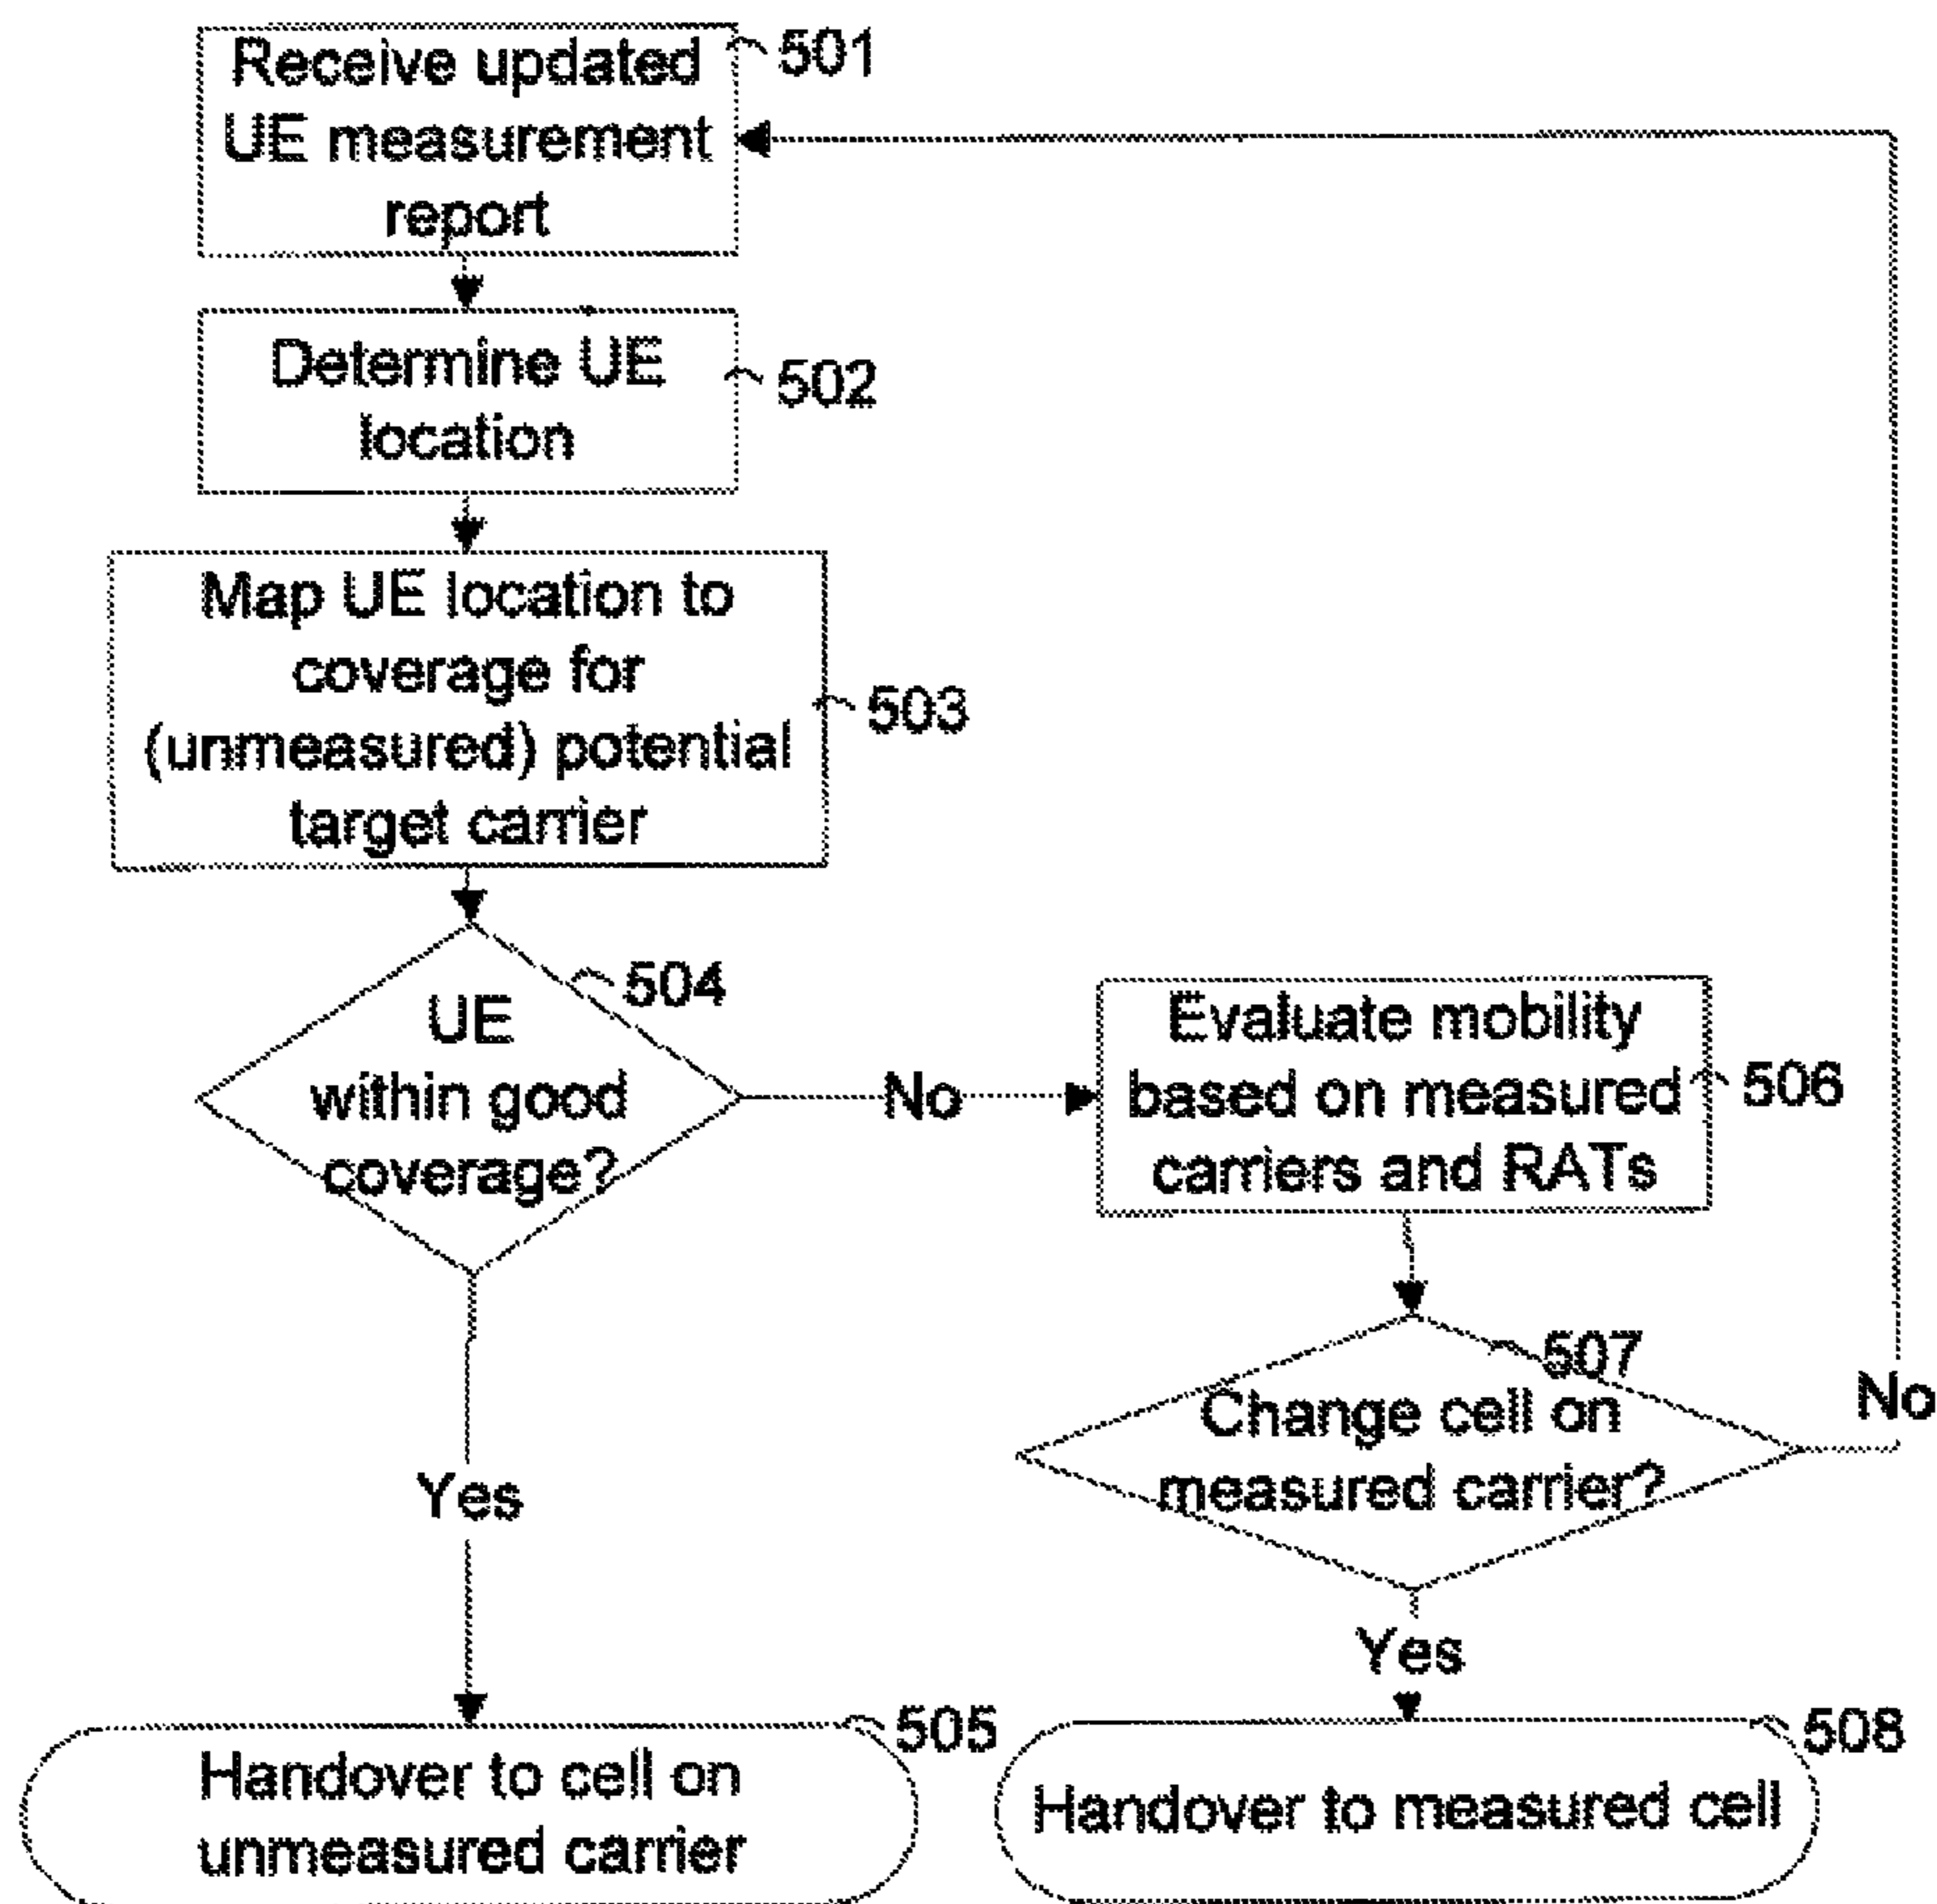 Receive updated
UE measurement
report
501
Determine UE
location
502
Map UE location to
coverage for
(unmeasured) potential
target carrier
503
504
UE
within good
coverage?
No
Evaluate mobility
based on measured
carriers and RATs
506
507
Change cell on
measured carrier?
No
Yes
Yes
505
Handover to cell on
unmeasured carrier
508
Handover to measured cell